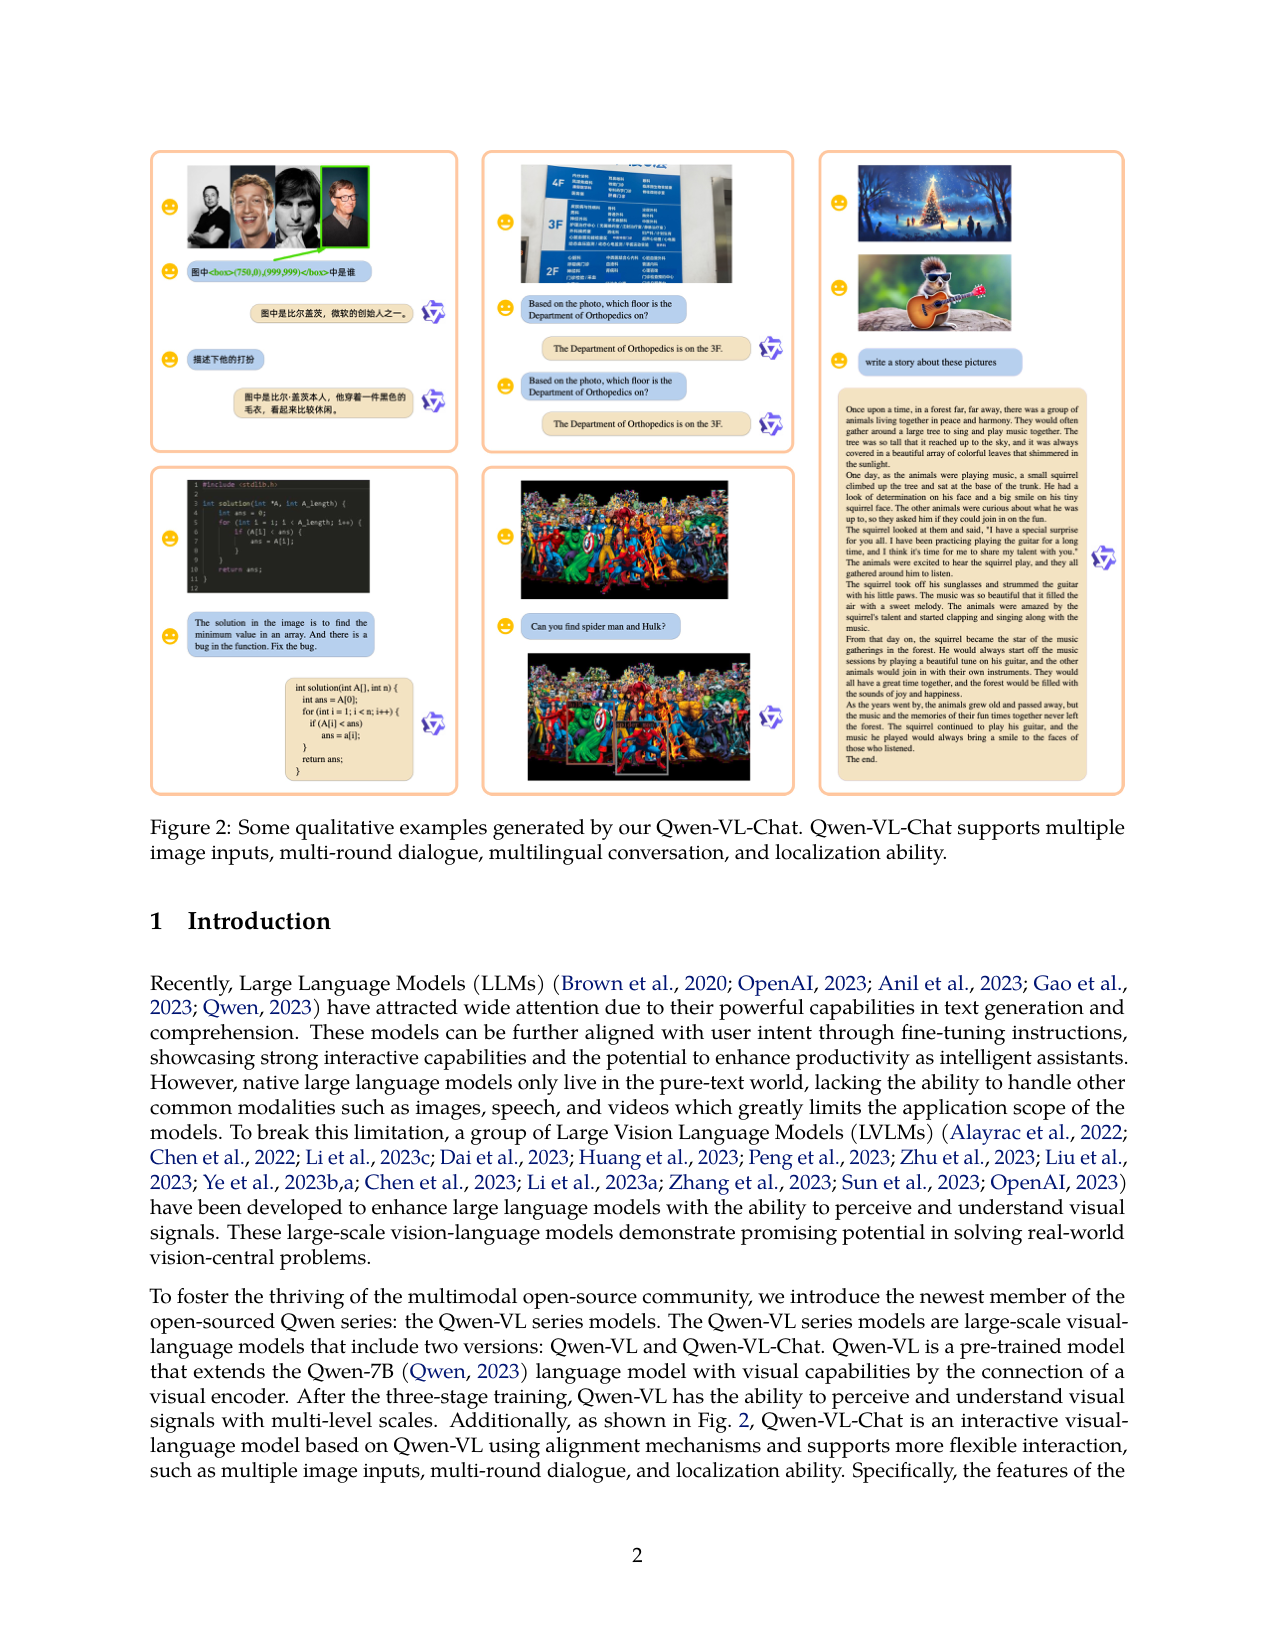 图中<box>(750,0),(999,999)</box>中是谁
图中是比尔盖茨，微软的创始人之一。
描述下他的打扮
图中是比尔·盖茨本人，他穿着一件黑色的
毛衣，看起来比较休闲。
4F
3F
2F
Based on the photo, which floor is the
Department of Orthopedics on?
The Department of Orthopedics is on the 3F.
Based on the photo, which floor is the
Department of Orthopedics on?
The Department of Orthopedics is on the 3F.
write a story about these pictures
Once upon a time, in a forest far, far away, there was a group of
animals living together in peace and harmony. They would often
gather around a large tree to sing and play music together. The
tree was so tall that it reached up to the sky, and it was always
covered in a beautiful array of colorful leaves that shimmered in
the sunlight.
One day, as the animals were playing music, a small squirrel
climbed up the tree and sat at the base of the trunk. He had a
look of determination on his face and a big smile on his tiny
squirrel face. The other animals were curious about what he was
up to, so they asked him if they could join in on the fun.
The squirrel looked at them and said, "I have a special surprise
for you all. I have been practicing playing the guitar for a long
time, and I think it's time for me to share my talent with you."
The animals were excited to hear the squirrel play, and they all
gathered around him to listen.
The squirrel took off his sunglasses and strummed the guitar
with his little paws. The music was so beautiful that it filled the
air with a sweet melody. The animals were amazed by the
squirrel's talent and started clapping and singing along with the
music.
From that day on, the squirrel became the star of the music
gatherings in the forest. He would always start off the music
sessions by playing a beautiful tune on his guitar, and the other
animals would join in with their own instruments. They would
all have a great time together, and the forest would be filled with
the sounds of joy and happiness.
As the years went by, the animals grew old and passed away, but
the music and the memories of their fun times together never left
the forest. The squirrel continued to play his guitar, and the
music he played would always bring a smile to the faces of
those who listened.
The end.
1 #include <stdlib.h>
2
3 int solution(int *A, int A_length) {
4 int ans = 0;
5 for (int i = 1; i < A_length; i++) {
6 if (A[i] < ans) {
7 ans = A[i];
8 }
9 }
10 return ans;
11 }
12
The solution in the image is to find the
minimum value in an array. And there is a
bug in the function. Fix the bug.
int solution(int A[], int n) {
int ans = A[0];
for (int i = 1; i < n; i++) {
if (A[i] < ans)
ans = a[i];
}
return ans;
}
Can you find spider man and Hulk?
Figure 2: Some qualitative examples generated by our Qwen-VL-Chat. Qwen-VL-Chat supports multiple
image inputs, multi-round dialogue, multilingual conversation, and localization ability.
1 Introduction
Recently, Large Language Models (LLMs) (Brown et al., 2020; OpenAI, 2023; Anil et al., 2023; Gao et al.,
2023; Qwen, 2023) have attracted wide attention due to their powerful capabilities in text generation and
comprehension. These models can be further aligned with user intent through fine-tuning instructions,
showcasing strong interactive capabilities and the potential to enhance productivity as intelligent assistants.
However, native large language models only live in the pure-text world, lacking the ability to handle other
common modalities such as images, speech, and videos which greatly limits the application scope of the
models. To break this limitation, a group of Large Vision Language Models (LVLMs) (Alayrac et al., 2022;
Chen et al., 2022; Li et al., 2023c; Dai et al., 2023; Huang et al., 2023; Peng et al., 2023; Zhu et al., 2023; Liu et al.,
2023; Ye et al., 2023b,a; Chen et al., 2023; Li et al., 2023a; Zhang et al., 2023; Sun et al., 2023; OpenAI, 2023)
have been developed to enhance large language models with the ability to perceive and understand visual
signals. These large-scale vision-language models demonstrate promising potential in solving real-world
vision-central problems.
To foster the thriving of the multimodal open-source community, we introduce the newest member of the
open-sourced Qwen series: the Qwen-VL series models. The Qwen-VL series models are large-scale visual-
language models that include two versions: Qwen-VL and Qwen-VL-Chat. Qwen-VL is a pre-trained model
that extends the Qwen-7B (Qwen, 2023) language model with visual capabilities by the connection of a
visual encoder. After the three-stage training, Qwen-VL has the ability to perceive and understand visual
signals with multi-level scales. Additionally, as shown in Fig. 2, Qwen-VL-Chat is an interactive visual-
language model based on Qwen-VL using alignment mechanisms and supports more flexible interaction,
such as multiple image inputs, multi-round dialogue, and localization ability. Specifically, the features of the
2